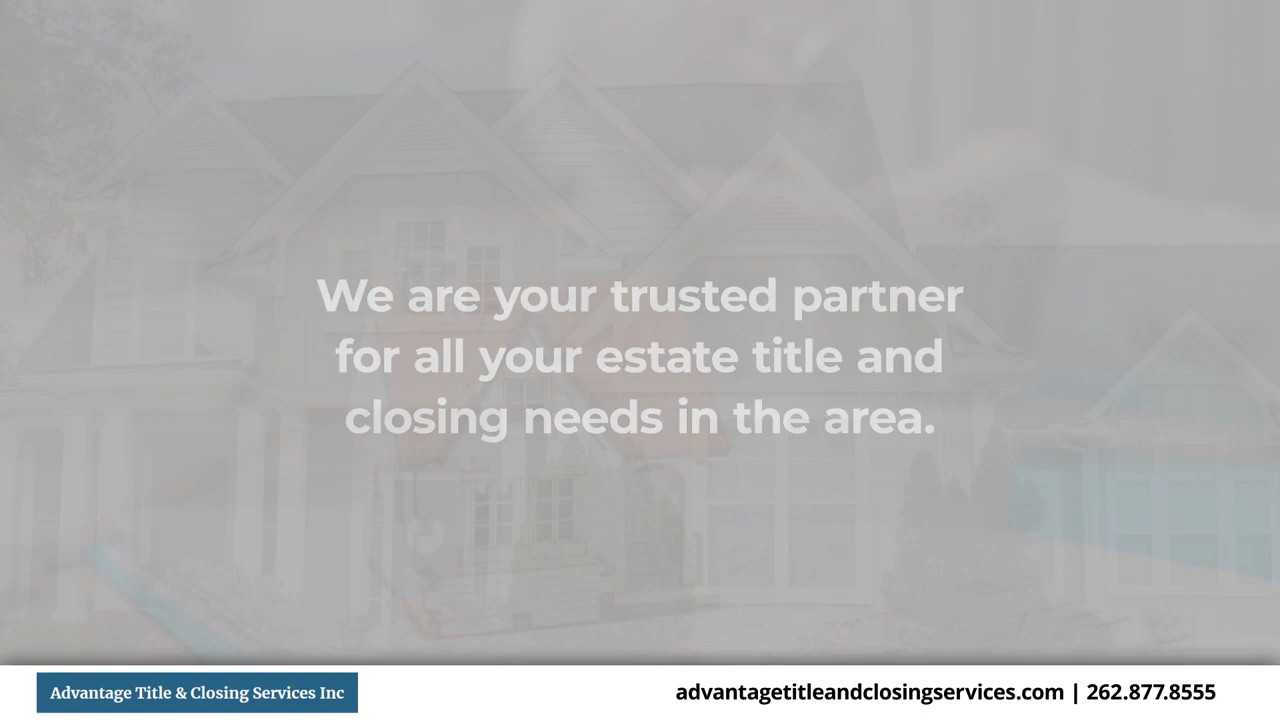 We are your trusted partner
for all your estate title and
closing needs in the area.
Advantage Title & Closing Services Inc
advantagetitleandclosingservices.com | 262.877.8555